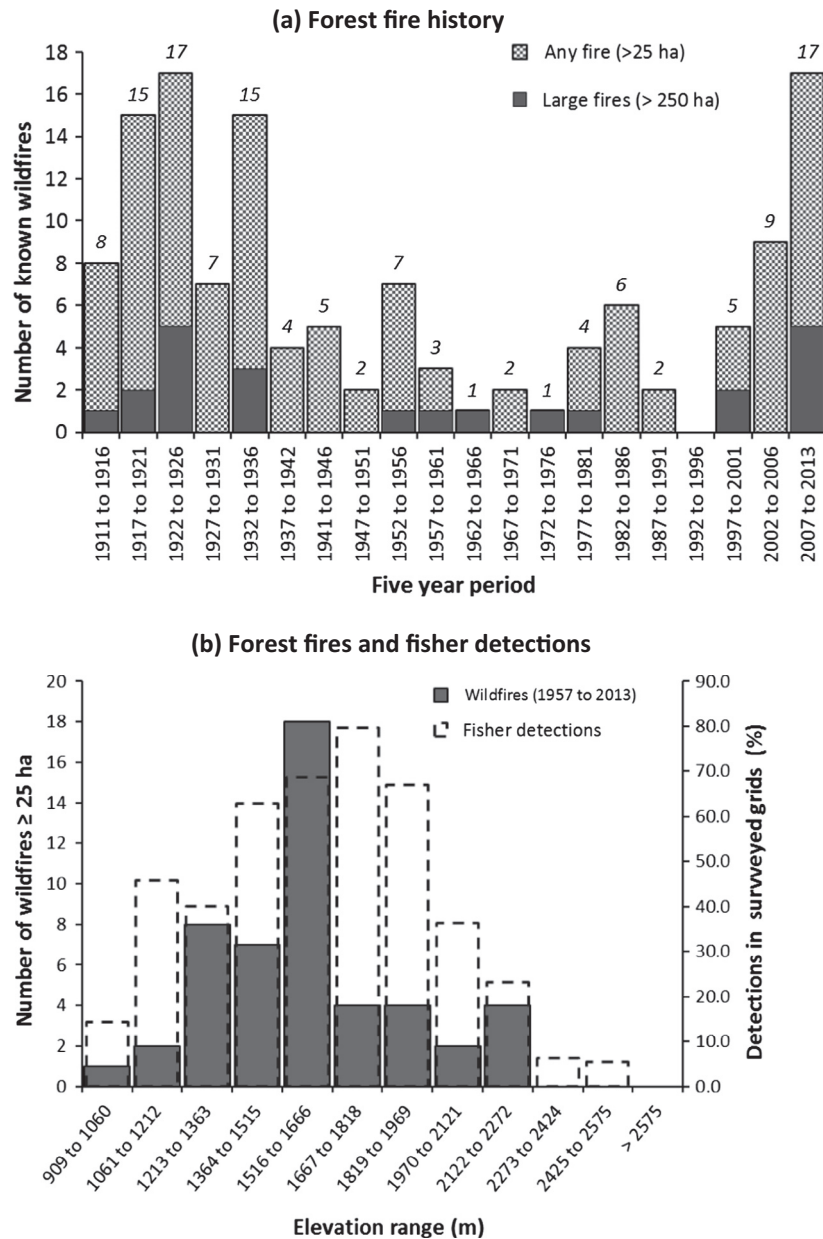 (a) Forest fire history
Any fire (>25 ha)
Large fires (> 250 ha)
Number of known wildfires
18
16
14
12
10
8
6
4
2
0
8
15
17
7
15
4
5
2
7
3
1
2
1
4
6
2
5
9
17
1911 to 1916
1917 to 1921
1922 to 1926
1927 to 1931
1932 to 1936
1937 to 1942
1941 to 1946
1947 to 1951
1952 to 1956
1957 to 1961
1962 to 1966
1967 to 1971
1972 to 1976
1977 to 1981
1982 to 1986
1987 to 1991
1992 to 1996
1997 to 2001
2002 to 2006
2007 to 2013
Five year period
(b) Forest fires and fisher detections
Wildfires (1957 to 2013)
Fisher detections
Number of wildfires ≥ 25 ha
20
18
16
14
12
10
8
6
4
2
0
90.0
80.0
70.0
60.0
50.0
40.0
30.0
20.0
10.0
0.0
Detections in survveyed grids (%)
909 to 1060
1061 to 1212
1213 to 1363
1364 to 1515
1516 to 1666
1667 to 1818
1819 to 1969
1970 to 2121
2122 to 2272
2273 to 2424
2425 to 2575
> 2575
Elevation range (m)